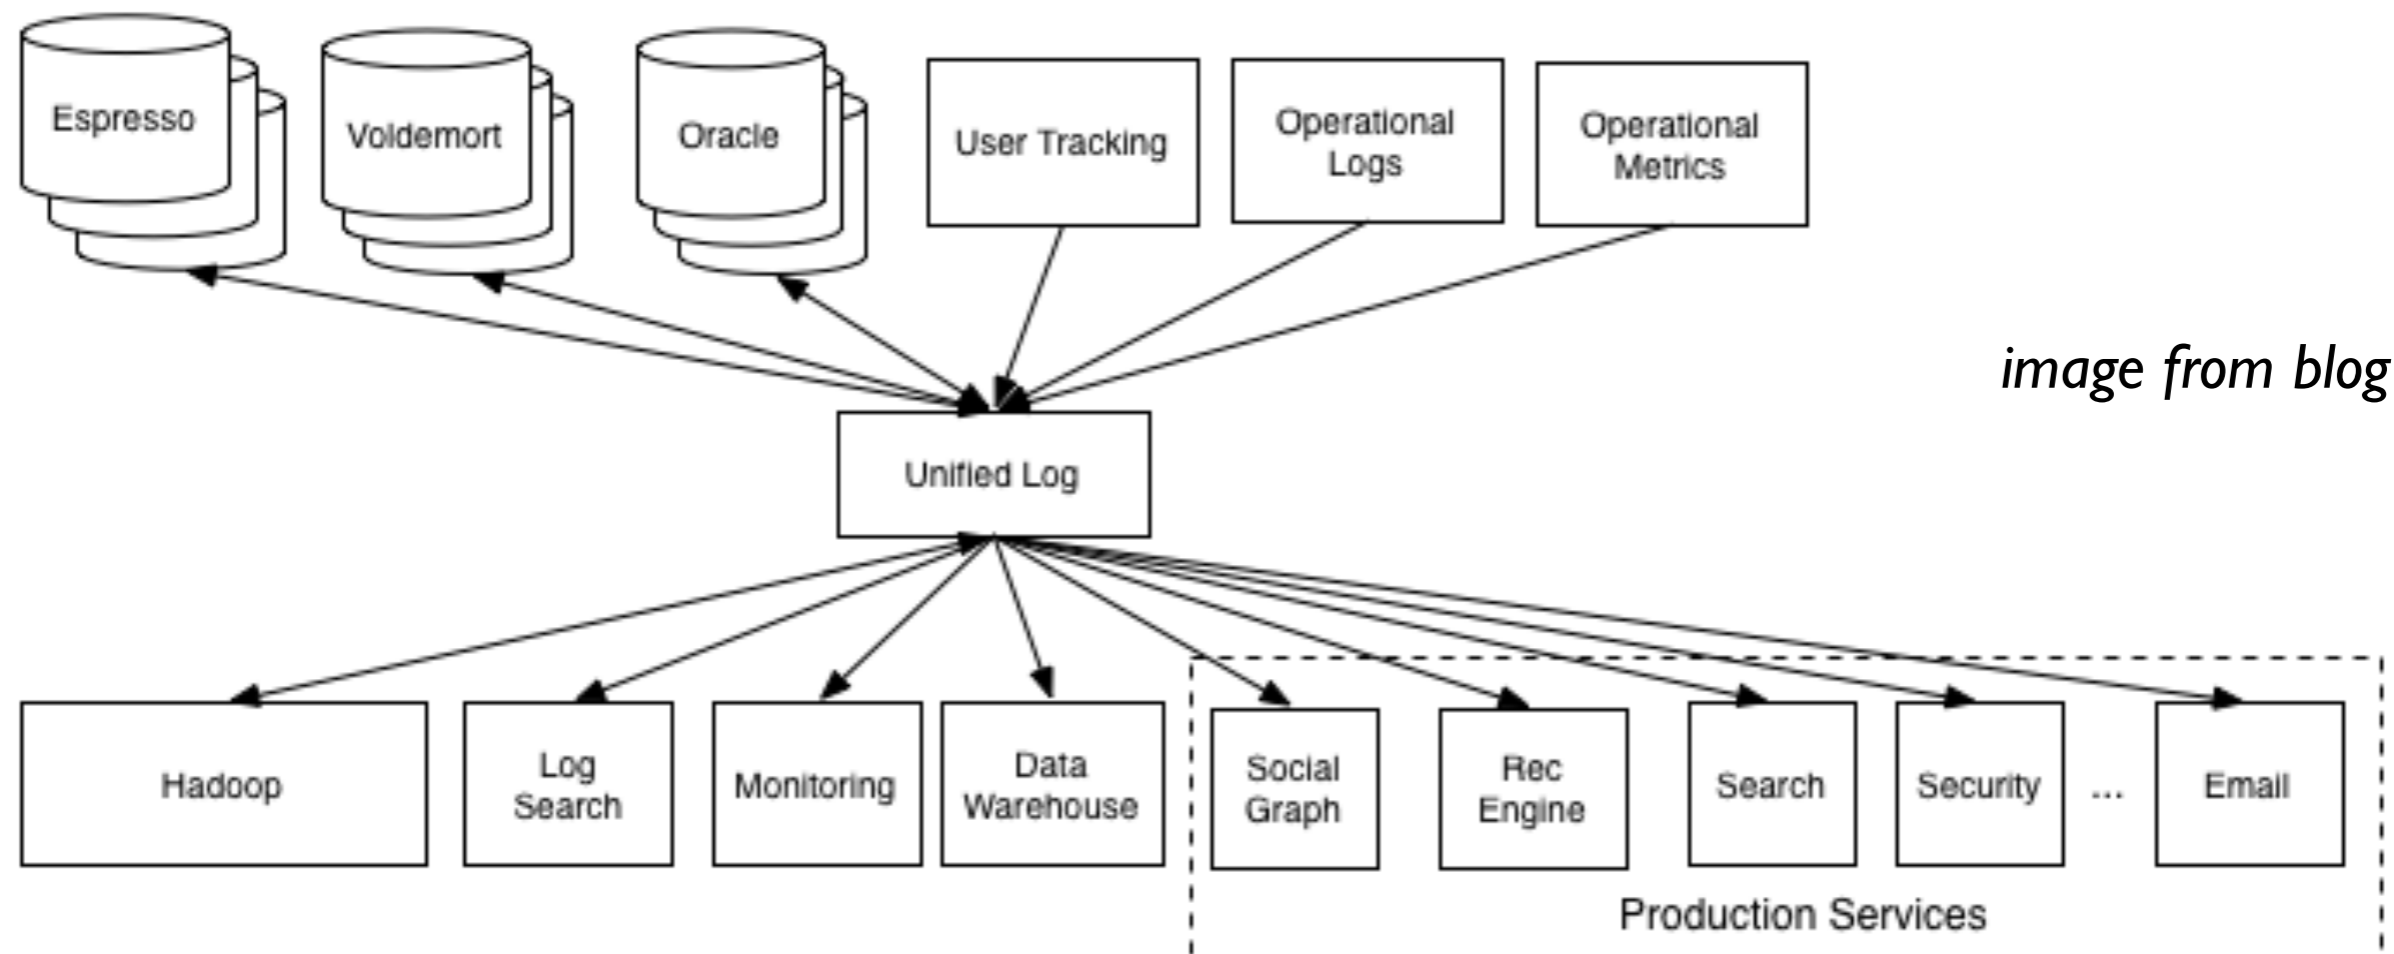 Espresso
Voldemort
Oracle
User Tracking
Operational
Logs
Operational
Metrics
image from blog
Unified Log
Hadoop
Log
Search
Monitoring
Data
Warehouse
Social
Graph
Rec
Engine
Search
Security
...
Email
Production Services